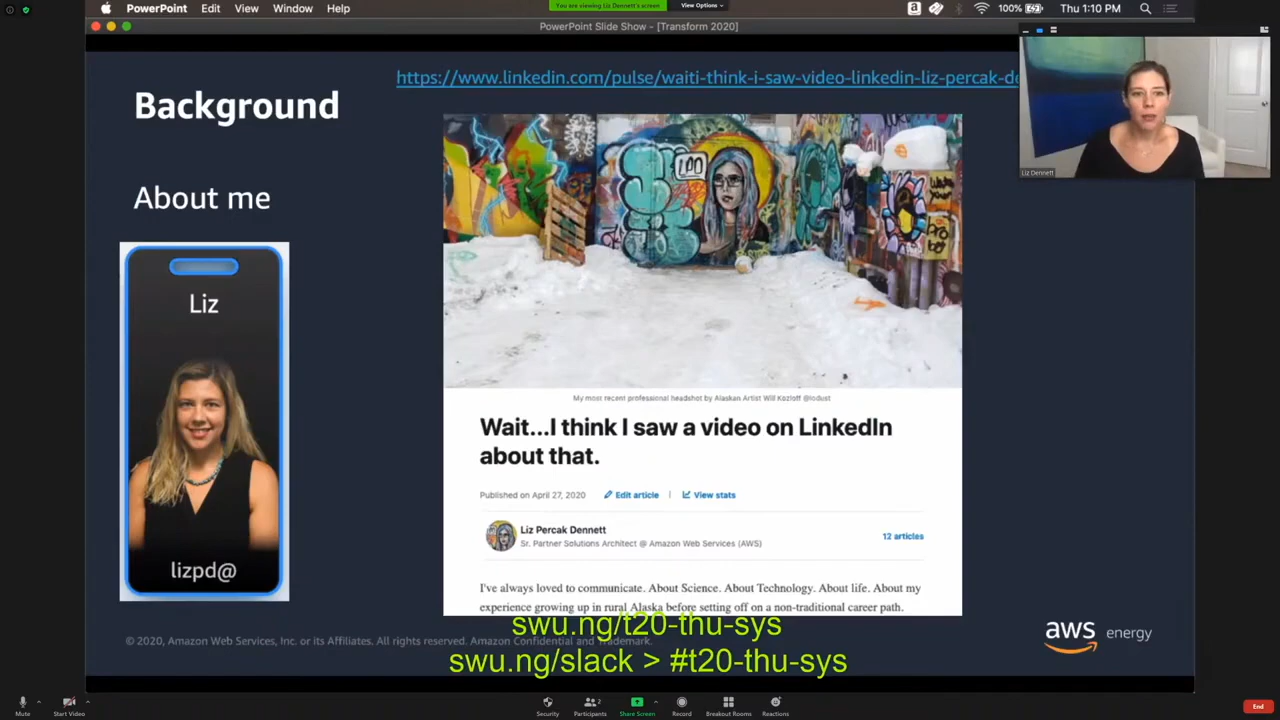 PowerPoint Edit View Window Help
You are viewing Liz Dennett's screen View Options
100% Thu 1:10 PM
PowerPoint Slide Show - [Transform 2020]
https://www.linkedin.com/pulse/waiti-think-i-saw-video-linkedin-liz-percak-de
Background
About me
Liz
lizpd@
Liz Dennett
My most recent professional headshot by Alaskan Artist Will Kozloff @lodust
Wait...I think I saw a video on LinkedIn
about that.
Published on April 27, 2020 Edit article | View stats
Liz Percak Dennett
Sr. Partner Solutions Architect @ Amazon Web Services (AWS)
12 articles
I've always loved to communicate. About Science. About Technology. About life. About my
experience growing up in rural Alaska before setting off on a non-traditional career path.
swu.ng/t20-thu-sys
© 2020, Amazon Web Services, Inc. or its Affiliates. All rights reserved. Amazon Confidential and Trademark.
swu.ng/slack > #t20-thu-sys
aws energy
Mute Start Video Security Participants 2 Share Screen Record Breakout Rooms Reactions End